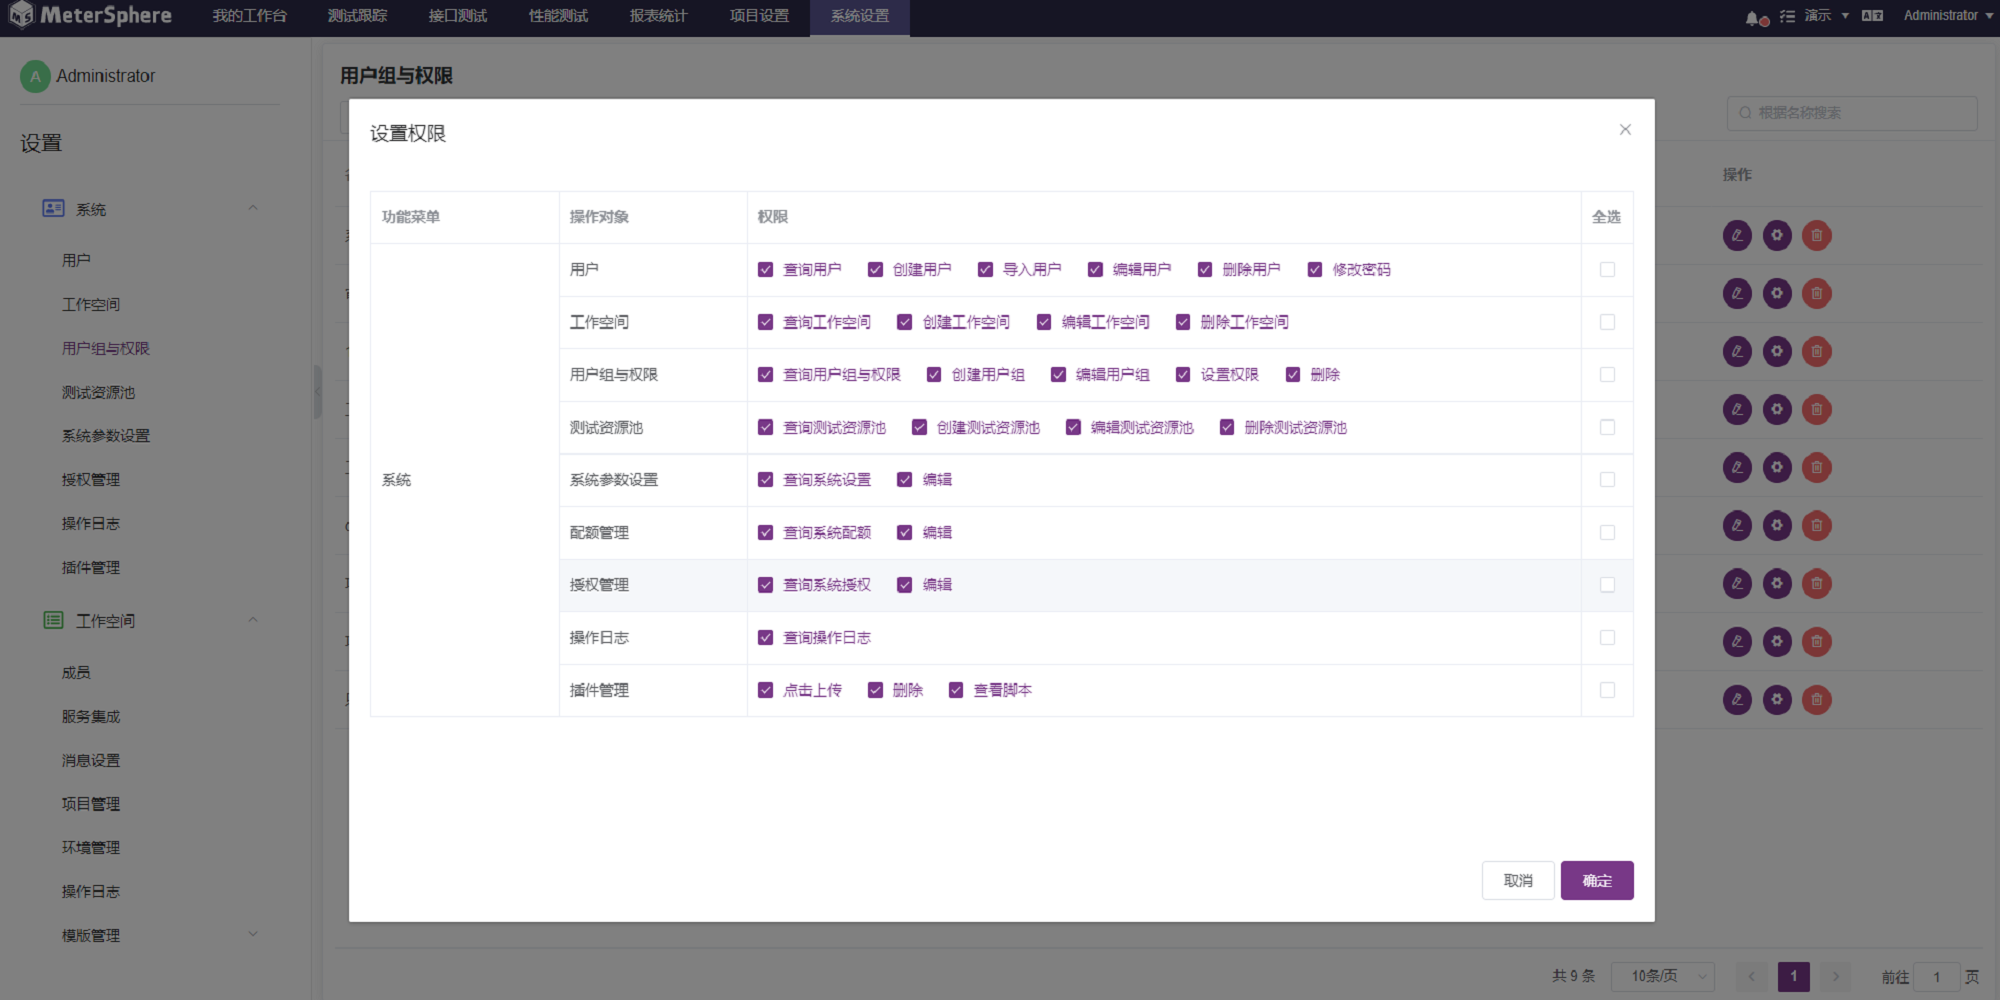 MeterSphere 我的工作台 测试跟踪 接口测试 性能测试 报表统计 项目设置 系统设置 演示 Administrator
A Administrator
设置
系统
用户
工作空间
用户组与权限
测试资源池
系统参数设置
授权管理
操作日志
插件管理
工作空间
成员
服务集成
消息设置
项目管理
环境管理
操作日志
模版管理
用户组与权限
根据名称搜索
操作
设置权限
功能菜单 操作对象 权限 全选
系统
用户 查询用户 创建用户 导入用户 编辑用户 删除用户 修改密码
工作空间 查询工作空间 创建工作空间 编辑工作空间 删除工作空间
用户组与权限 查询用户组与权限 创建用户组 编辑用户组 设置权限 删除
测试资源池 查询测试资源池 创建测试资源池 编辑测试资源池 删除测试资源池
系统参数设置 查询系统设置 编辑
配额管理 查询系统配额 编辑
授权管理 查询系统授权 编辑
操作日志 查询操作日志
插件管理 点击上传 删除 查看脚本
取消 确定
共 9 条 10条/页 1 前往 1 页